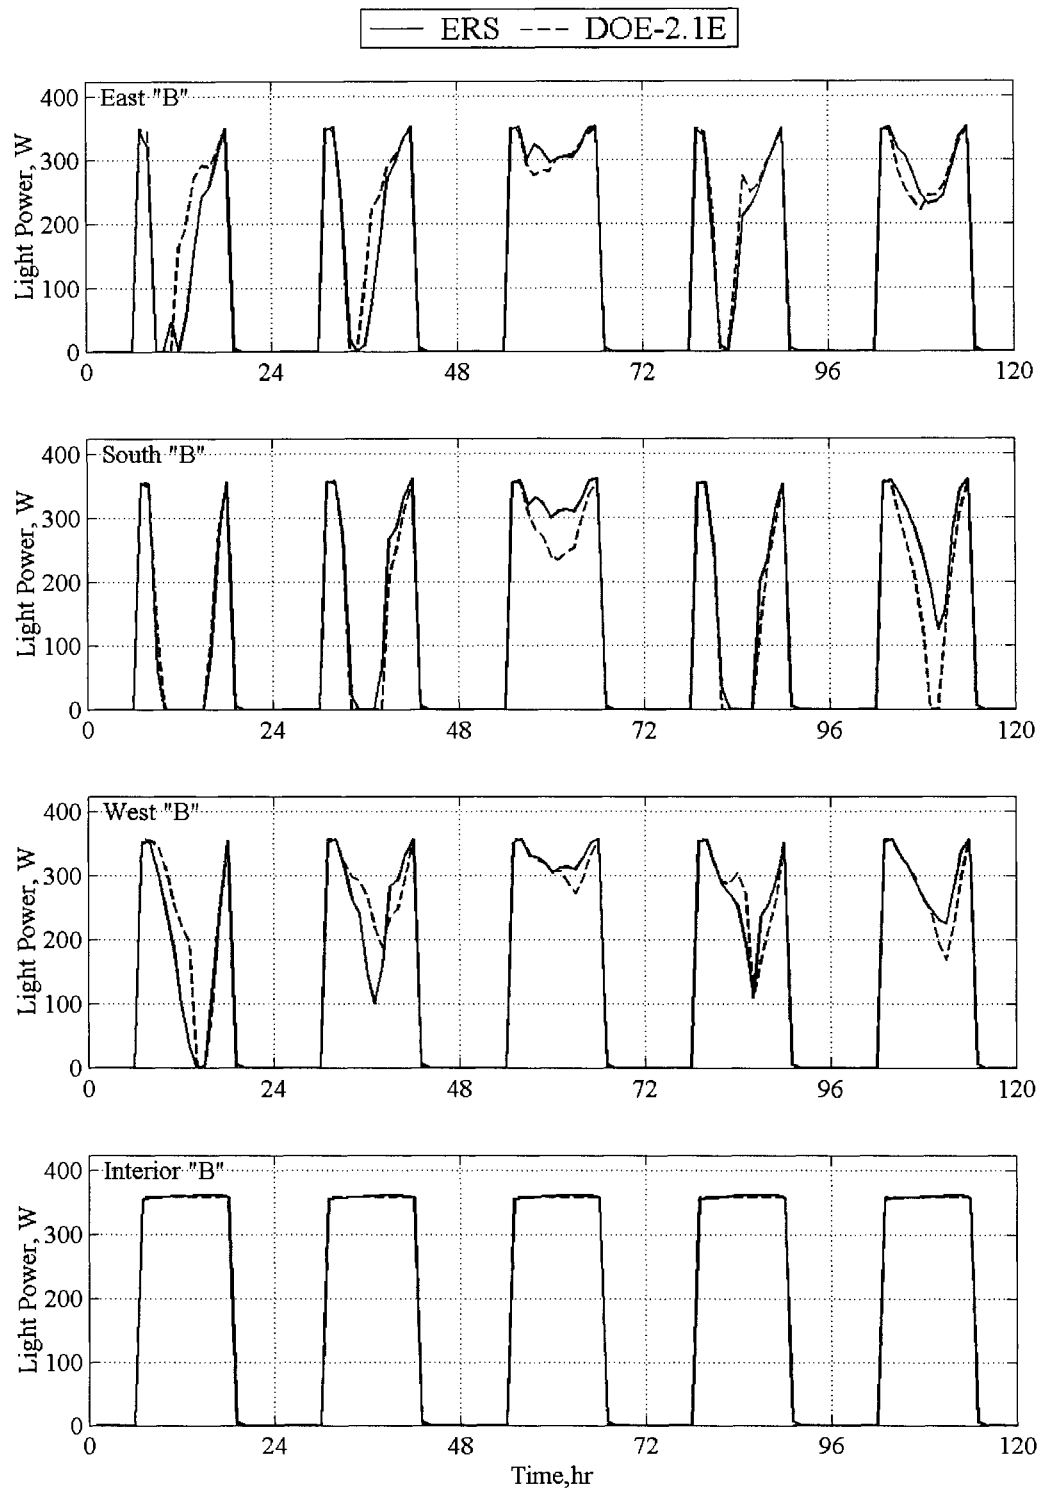 ERS DOE-2.1E
East "B"
Light Power, W
400
300
200
100
0
0 24 48 72 96 120
South "B"
Light Power, W
400
300
200
100
0
0 24 48 72 96 120
West "B"
Light Power, W
400
300
200
100
0
0 24 48 72 96 120
Interior "B"
Light Power, W
400
300
200
100
0
0 24 48 72 96 120
Time,hr